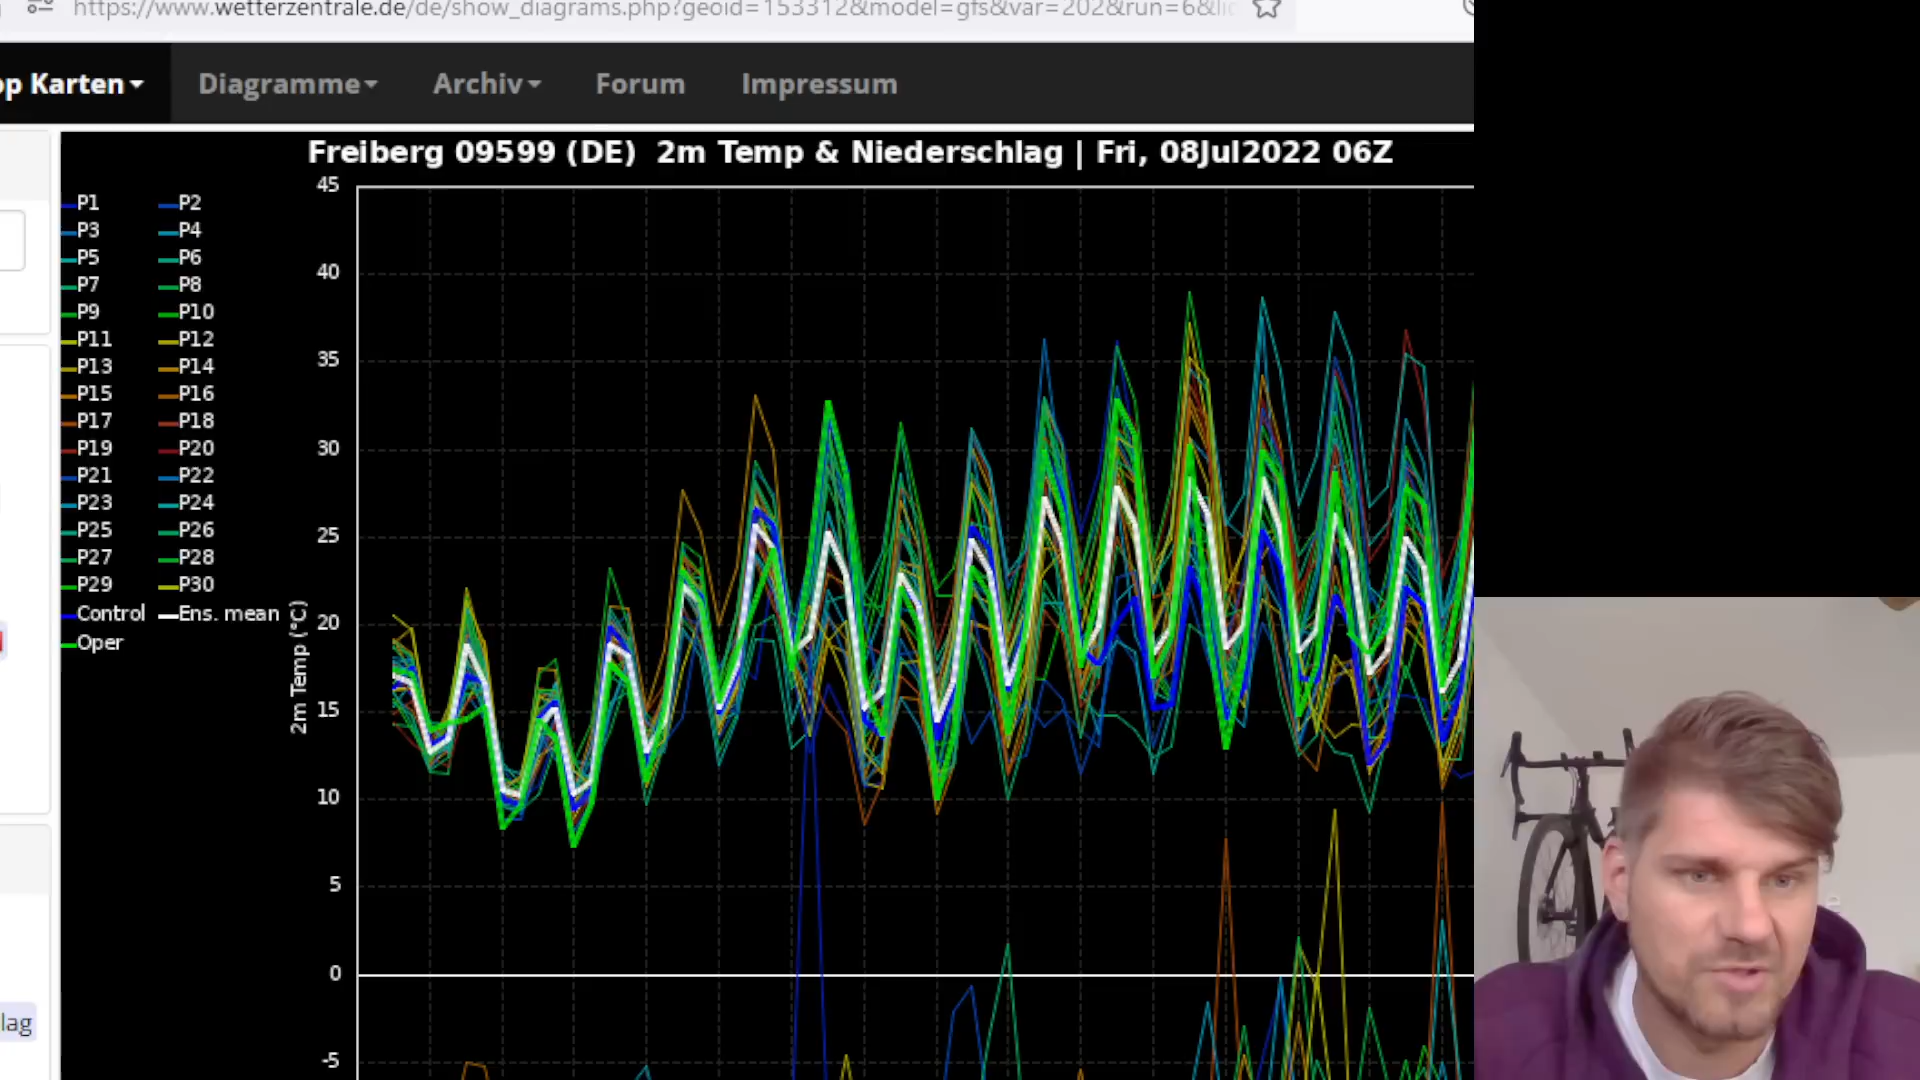 https://www.wetterzentrale.de/de/show_diagrams.php?geoid=153312&model=gfs&var=202&run=6&lid
op Karten Diagramme Archiv Forum Impressum
Freiberg 09599 (DE) 2m Temp & Niederschlag | Fri, 08Jul2022 06Z
P1 P2
P3 P4
P5 P6
P7 P8
P9 P10
P11 P12
P13 P14
P15 P16
P17 P18
P19 P20
P21 P22
P23 P24
P25 P26
P27 P28
P29 P30
Control Ens. mean
Oper
2m Temp (°C)
45
40
35
30
25
20
15
10
5
0
-5
lag